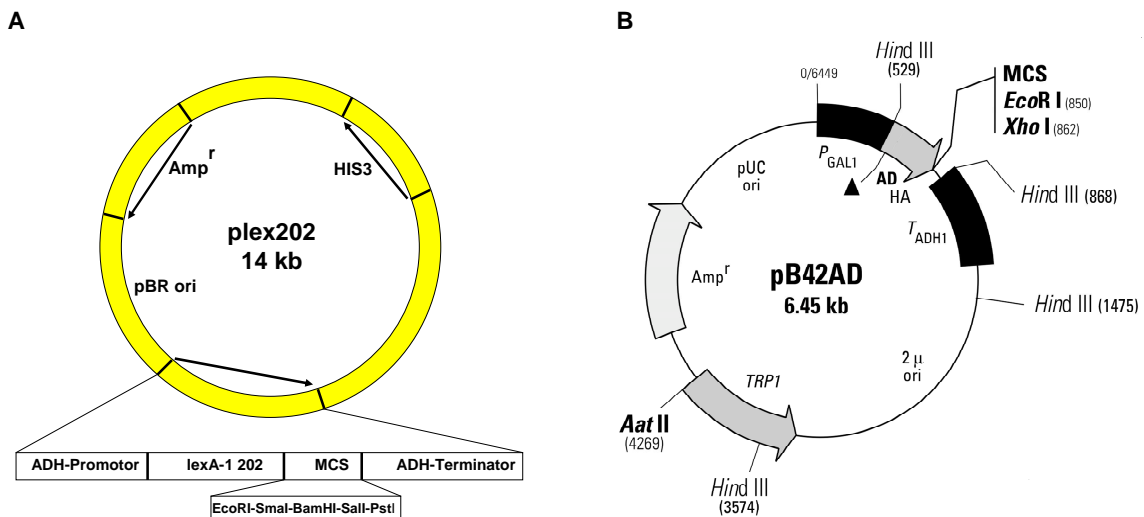 A
Amp r
HIS3
plex202
14 kb
pBR ori
ADH-Promotor
lexA-1 202
MCS
ADH-Terminator
EcoRI-SmaI-BamHI-SalI-PstI
B
Hind III
(529)
0/6449
MCS
EcoR I (850)
Xho I (862)
P GAL1
AD
HA
pUC
ori
Hind III (868)
T ADH1
Amp r
pB42AD
6.45 kb
Hind III (1475)
2 μ
ori
TRP1
Aat II
(4269)
Hind III
(3574)